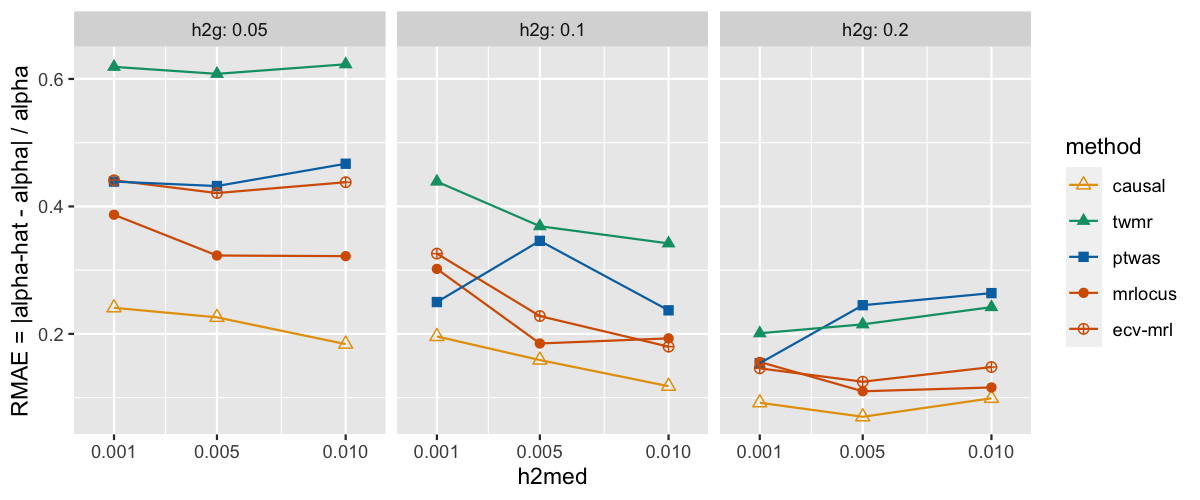 h2g: 0.05
h2g: 0.1
h2g: 0.2
RMAE = |alpha-hat - alpha| / alpha
0.6
0.4
0.2
0.001 0.005 0.010
0.001 0.005 0.010
0.001 0.005 0.010
h2med
method
causal
twmr
ptwas
mrlocus
ecv-mrl